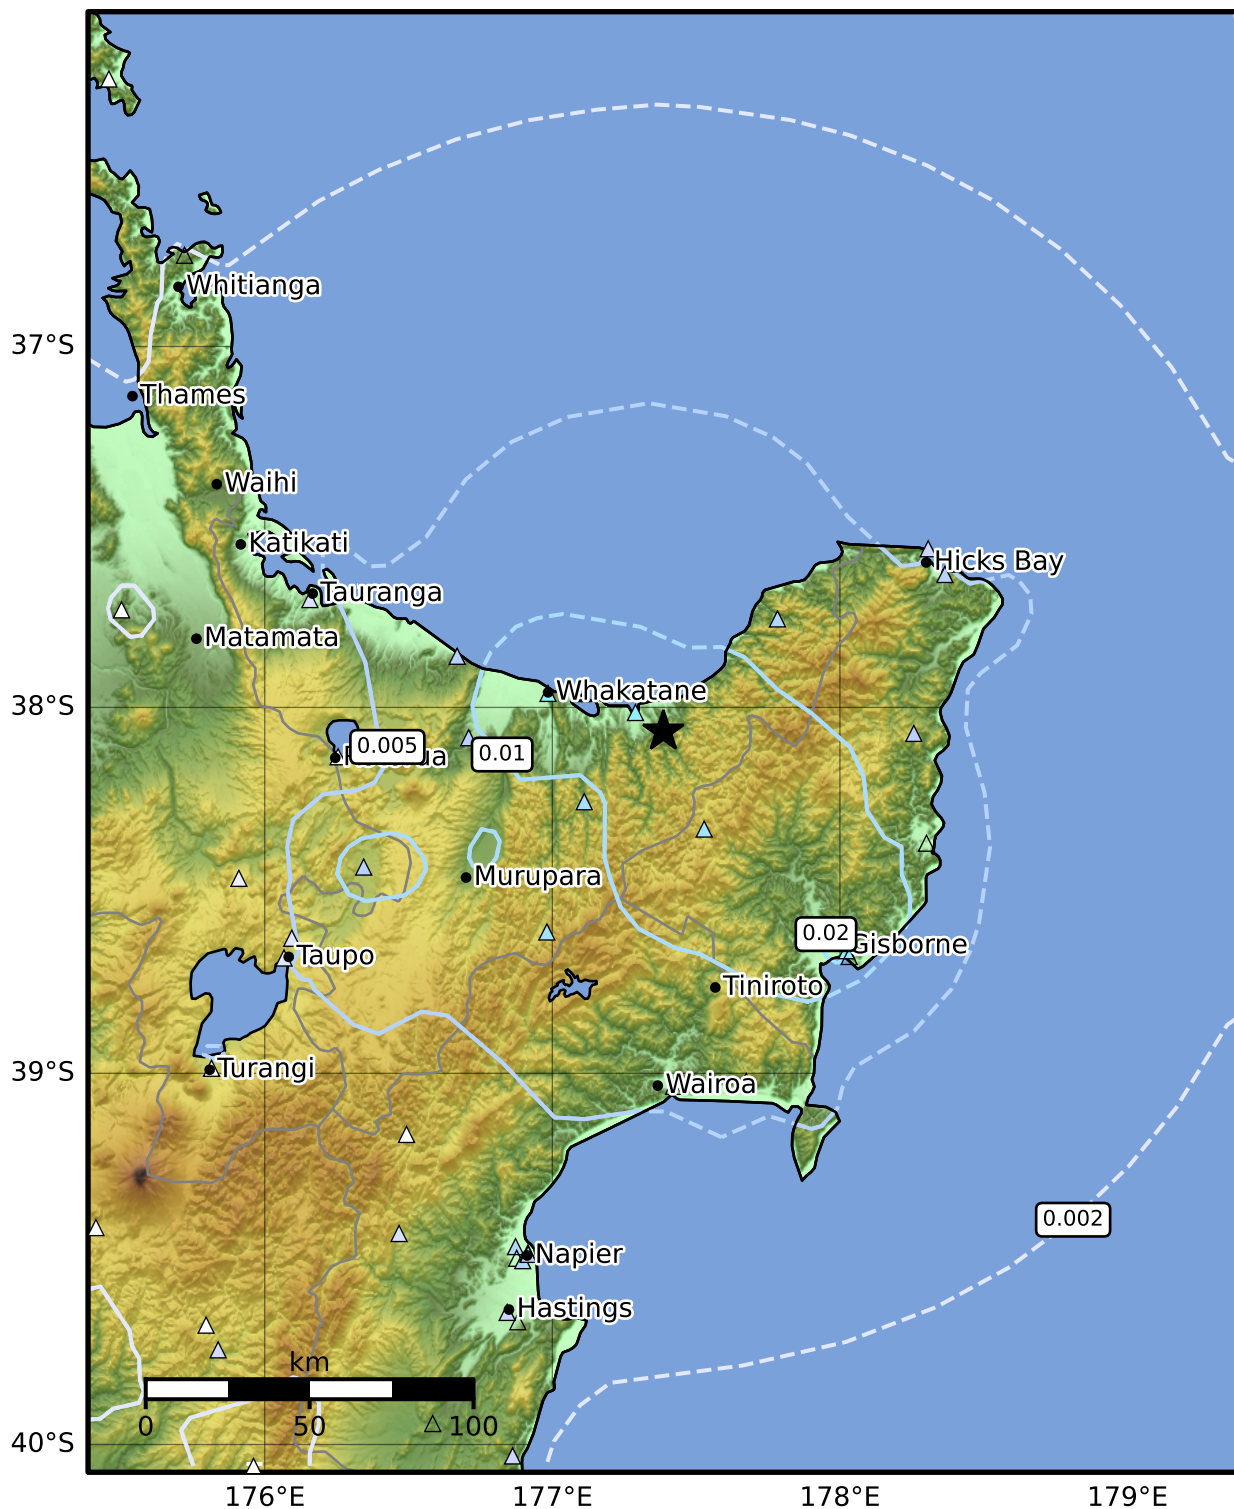 Whitianga
37°S
Thames
Waihi
Katikati
Hicks Bay
Tauranga
Matamata
Whakatane
38°S
0.005
0.01
Murupara
0.02
Gisborne
Taupo
Tiniroto
39°S
Turangi
Wairoa
0.002
Napier
Hastings
km
0 50 100
40°S
176°E 177°E 178°E 179°E